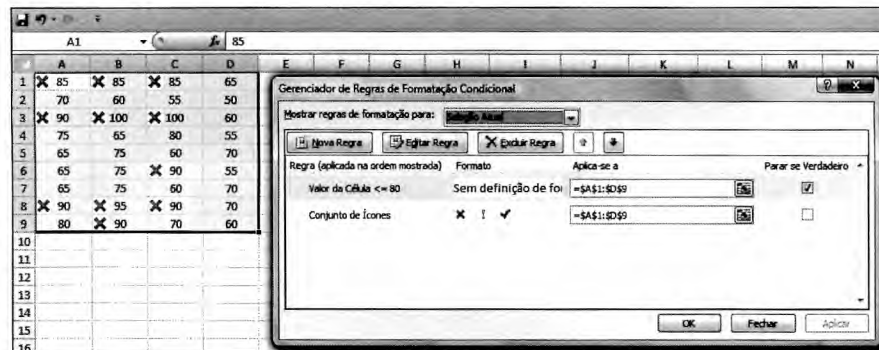 A1 fx 85
A B C D E F G H I J K L M N
1 85 85 85 65
2 70 60 55 50
3 90 100 100 60
4 75 65 80 55
5 65 75 60 70
6 65 75 90 55
7 65 75 60 70
8 90 95 90 70
9 80 90 70 60
10
11
12
13
14
15
16
Gerenciador de Regras de Formatação Condicional
Mostrar regras de formatação para: Seleção Atual
Nova Regra Editar Regra Excluir Regra
Regra (aplicada na ordem mostrada) Formato Aplica-se a Parar se Verdadeiro
Valor da Célula <= 80 Sem definição de for =$A$1:$D$9
Conjunto de Ícones =$A$1:$D$9
OK Fechar Aplicar